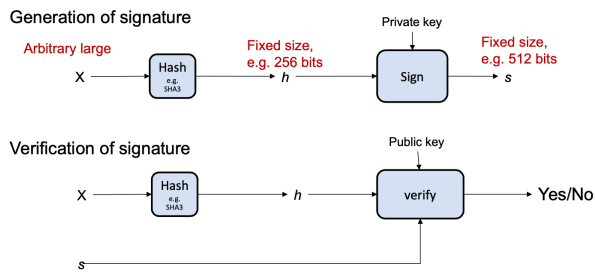 Generation of signature
Private key
Arbitrary large
Fixed size,
e.g. 256 bits
Fixed size,
e.g. 512 bits
X
Hash
e.g.
SHA3
h
Sign
s
Verification of signature
Public key
X
Hash
e.g.
SHA3
h
verify
Yes/No
s